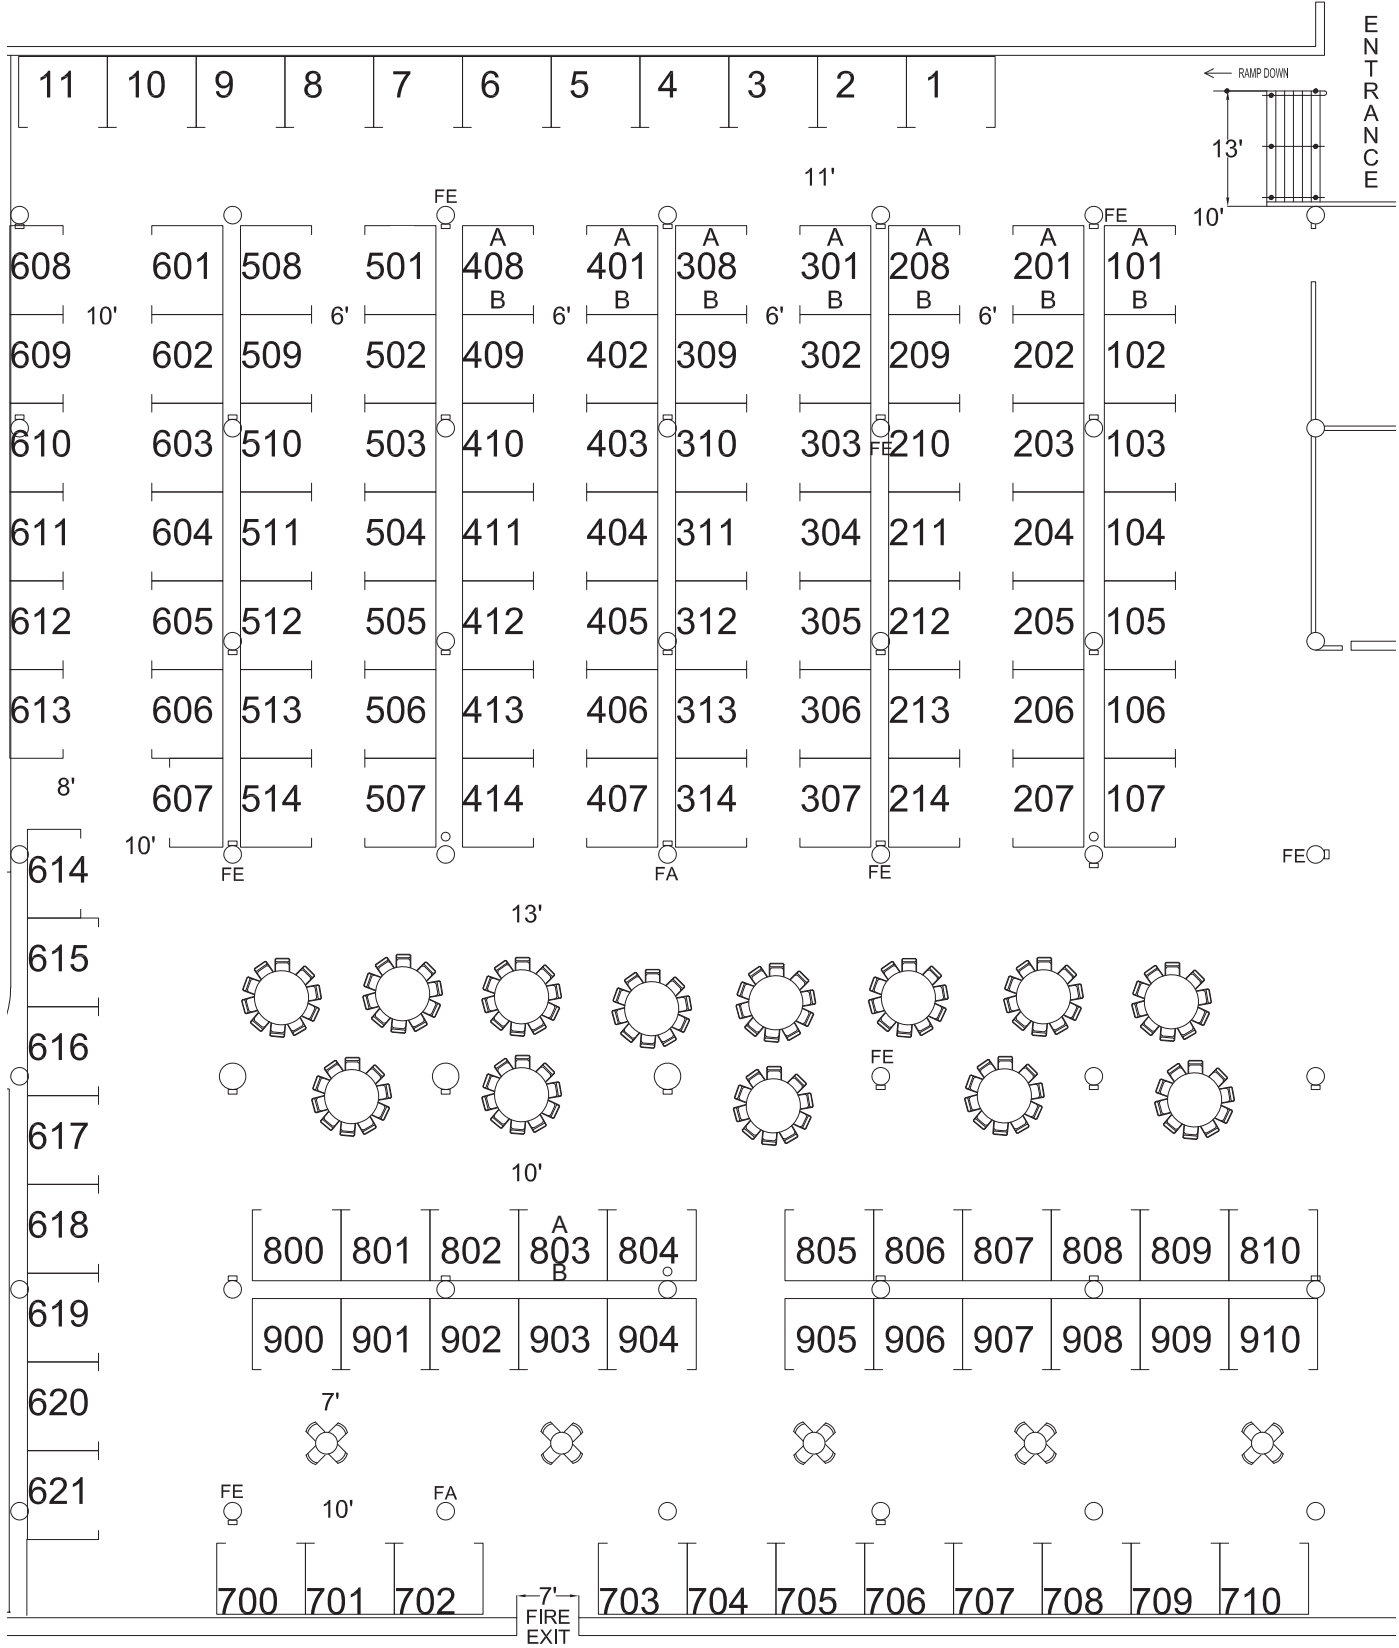 E
N
T
R
A
N
C
E
11 10 9 8 7 6 5 4 3 2 1
RAMP DOWN
13'
11'
10'
FE FE
A A A A A A A
608 601 508 501 408 401 308 301 208 201 101
B B B B B B B
10' 6' 6' 6' 6'
609 602 509 502 409 402 309 302 209 202 102
610 603 510 503 410 403 310 303 210 203 103
FE
611 604 511 504 411 404 311 304 211 204 104
612 605 512 505 412 405 312 305 212 205 105
613 606 513 506 413 406 313 306 213 206 106
8'
607 514 507 414 407 314 307 214 207 107
10'
FE FA FE FE
614
13'
615
616
FE
617
10'
618
A
800 801 802 803 804 805 806 807 808 809 810
B
619
900 901 902 903 904 905 906 907 908 909 910
620
7'
621
FE FA
10'
700 701 702 703 704 705 706 707 708 709 710
7'
FIRE
EXIT